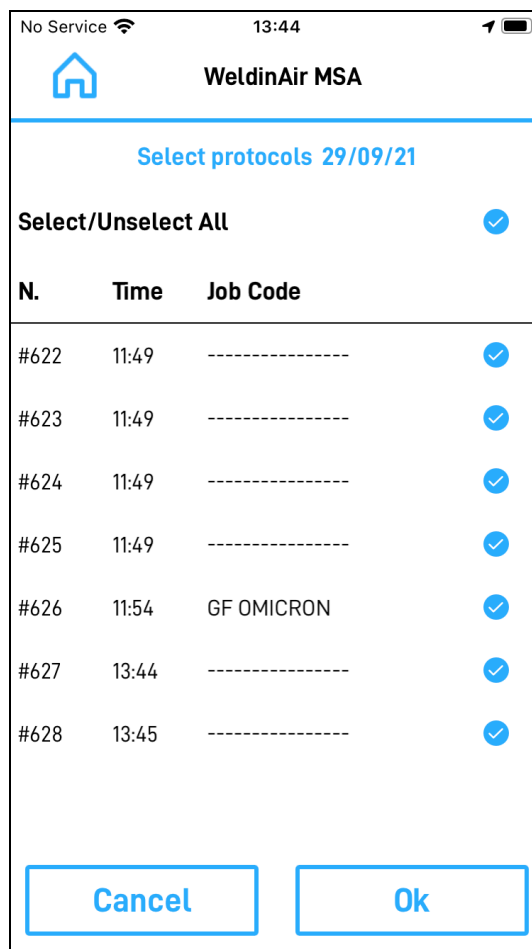 No Service 13:44
WeldinAir MSA
Select protocols 29/09/21
Select/Unselect All
N. Time Job Code
#622 11:49 ----------------
#623 11:49 ----------------
#624 11:49 ----------------
#625 11:49 ----------------
#626 11:54 GF OMICRON
#627 13:44 ----------------
#628 13:45 ----------------
Cancel Ok